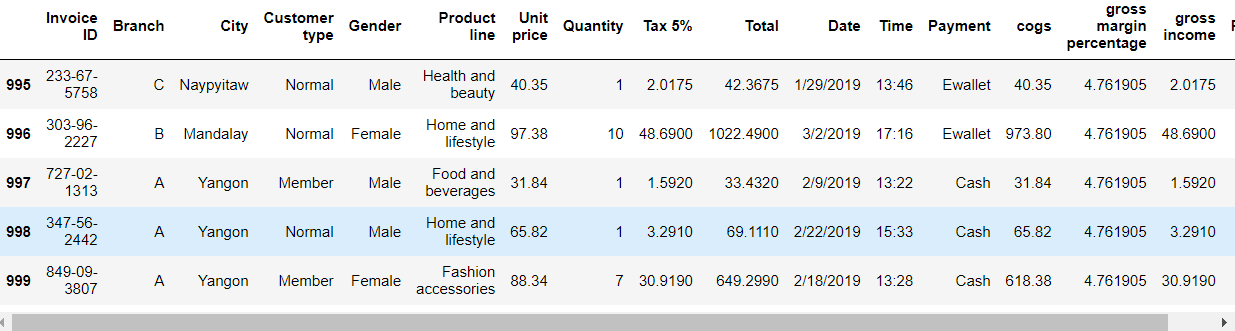 Invoice ID Branch City Customer type Gender Product line Unit price Quantity Tax 5% Total Date Time Payment cogs gross margin percentage gross income
995 233-67-5758 C Naypyitaw Normal Male Health and beauty 40.35 1 2.0175 42.3675 1/29/2019 13:46 Ewallet 40.35 4.761905 2.0175
996 303-96-2227 B Mandalay Normal Female Home and lifestyle 97.38 10 48.6900 1022.4900 3/2/2019 17:16 Ewallet 973.80 4.761905 48.6900
997 727-02-1313 A Yangon Member Male Food and beverages 31.84 1 1.5920 33.4320 2/9/2019 13:22 Cash 31.84 4.761905 1.5920
998 347-56-2442 A Yangon Normal Male Home and lifestyle 65.82 1 3.2910 69.1110 2/22/2019 15:33 Cash 65.82 4.761905 3.2910
999 849-09-3807 A Yangon Member Female Fashion accessories 88.34 7 30.9190 649.2990 2/18/2019 13:28 Cash 618.38 4.761905 30.9190